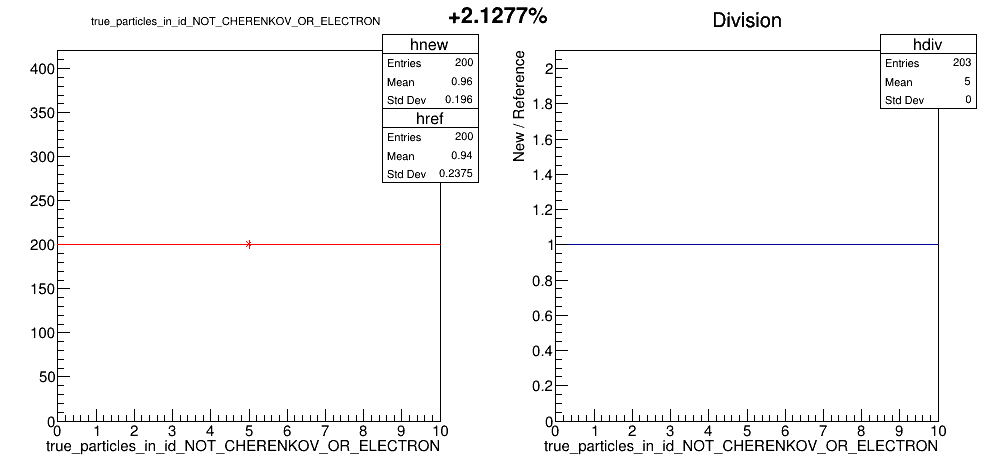 true_particles_in_id_NOT_CHERENKOV_OR_ELECTRON
+2.1277%
hnew
Entries 200
Mean 0.96
Std Dev 0.196
href
Entries 200
Mean 0.94
Std Dev 0.2375
400
350
300
250
200
150
100
50
0
0 1 2 3 4 5 6 7 8 9 10
true_particles_in_id_NOT_CHERENKOV_OR_ELECTRON
Division
hdiv
Entries 203
Mean 5
Std Dev 0
New / Reference
2
1.8
1.6
1.4
1.2
1
0.8
0.6
0.4
0.2
0
0 1 2 3 4 5 6 7 8 9 10
true_particles_in_id_NOT_CHERENKOV_OR_ELECTRON